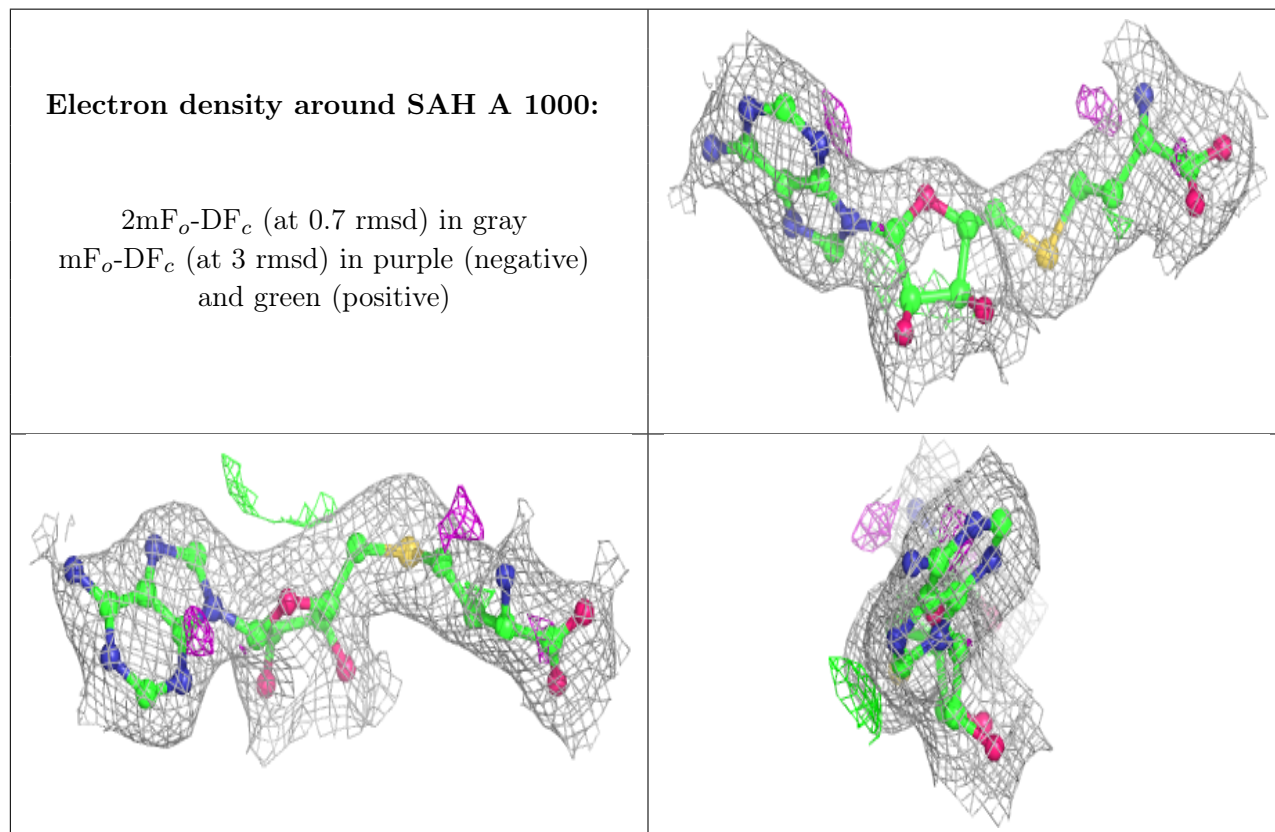 Electron density around SAH A 1000:
2mFₒ-DF𝒸 (at 0.7 rmsd) in gray
mFₒ-DF𝒸 (at 3 rmsd) in purple (negative)
and green (positive)